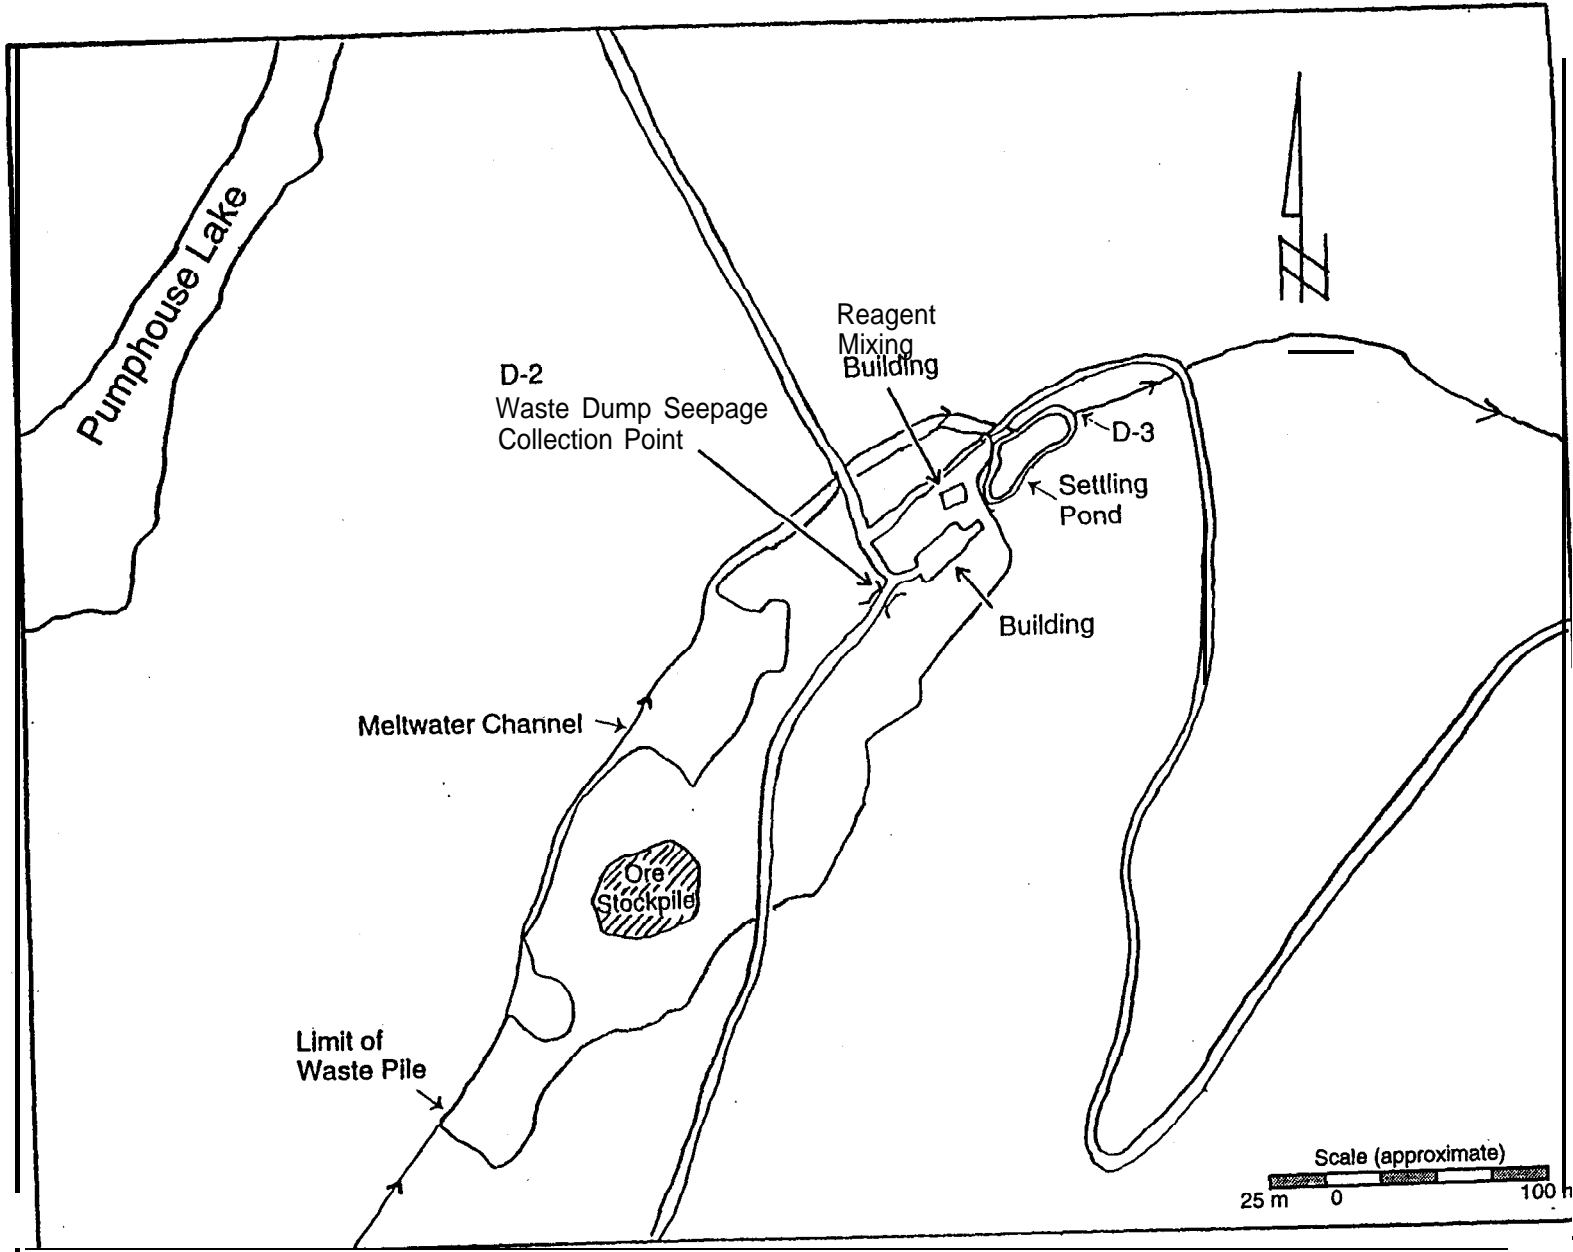 Pumphouse Lake
Reagent
Mixing
Building
D-2
Waste Dump Seepage
Collection Point
D-3
Settling
Pond
Building
Meltwater Channel
Ore
Stockpile
Limit of
Waste Pile
Scale (approximate)
25 m 0 100 m
N